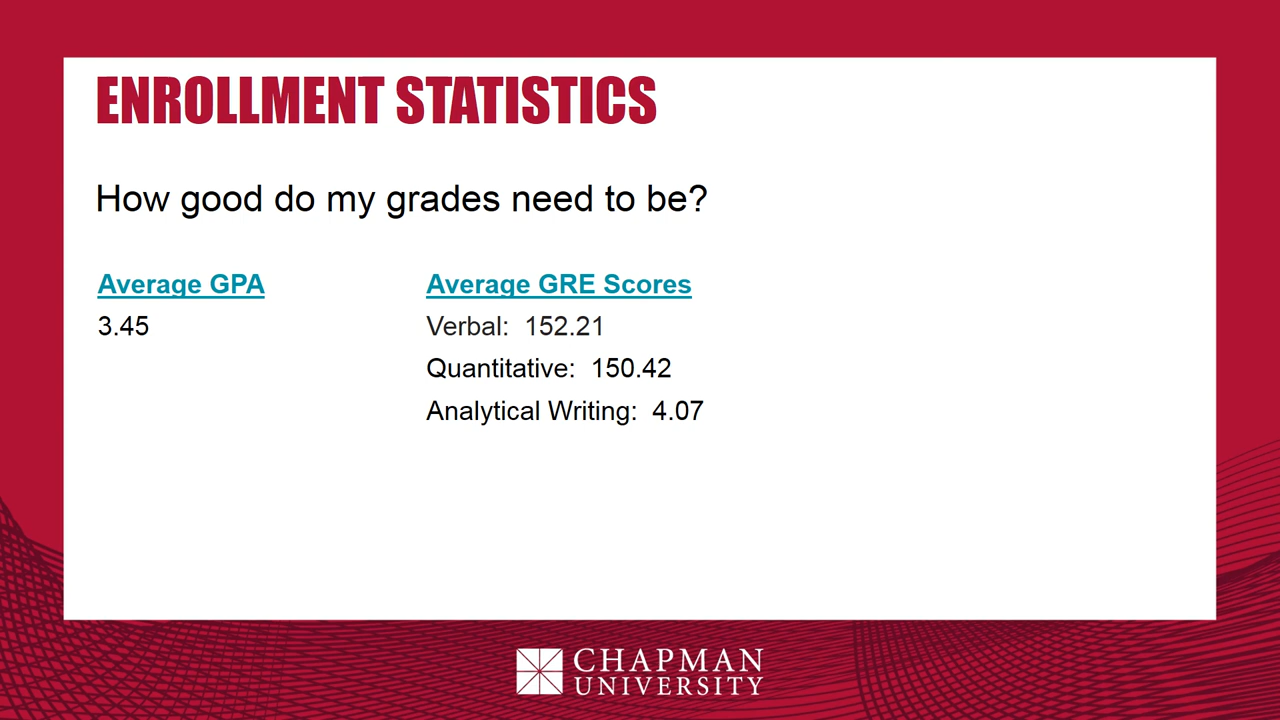 ENROLLMENT STATISTICS
How good do my grades need to be?
Average GPA
3.45
Average GRE Scores
Verbal: 152.21
Quantitative: 150.42
Analytical Writing: 4.07
CHAPMAN
UNIVERSITY